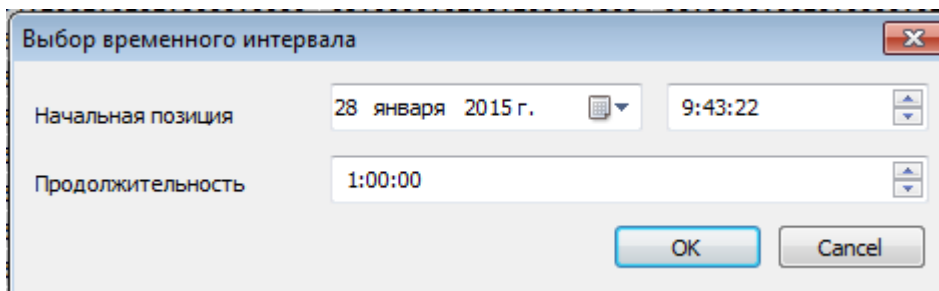 Выбор временного интервала
Начальная позиция 28 января 2015 г. 9:43:22
Продолжительность 1:00:00
OK Cancel